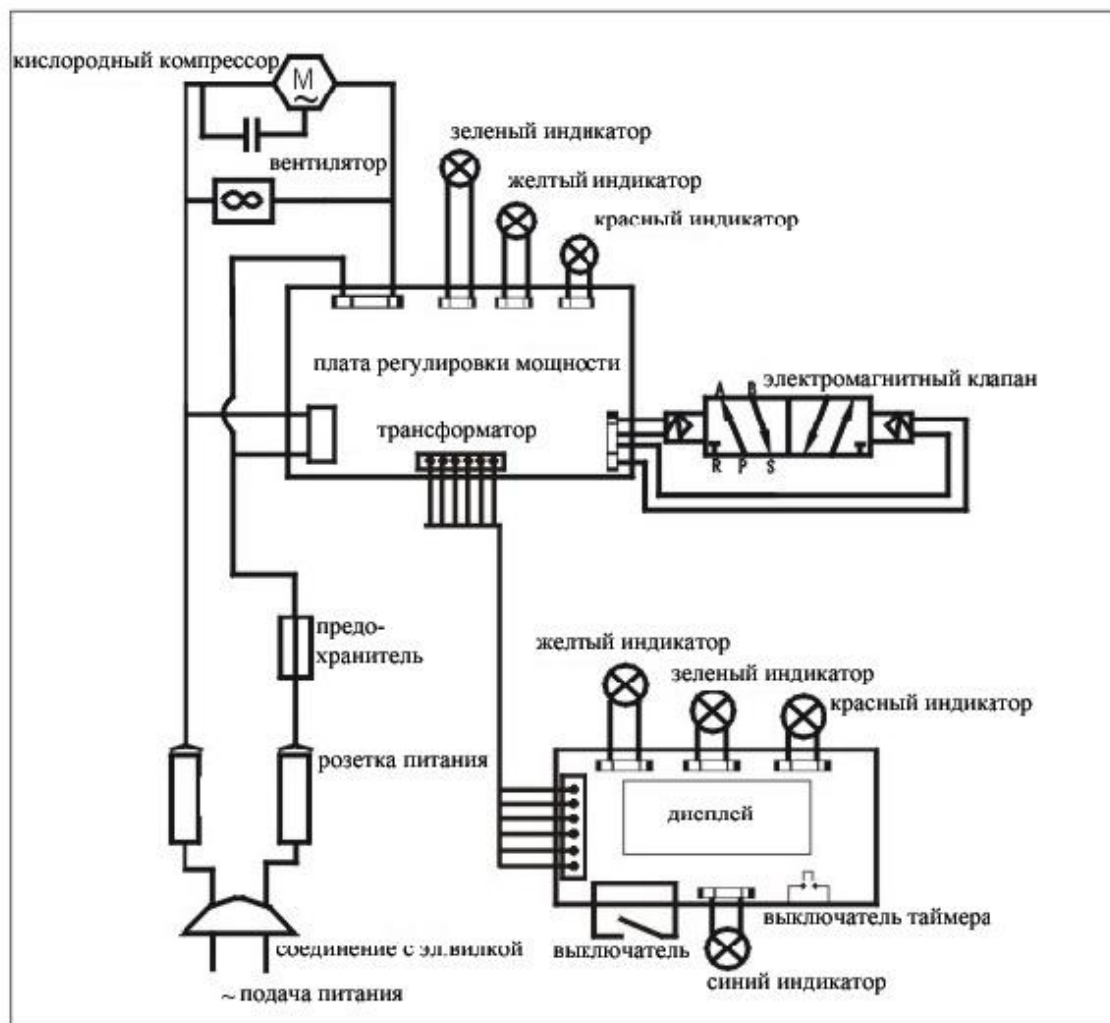 кислородный компрессор
M
~
зеленый индикатор
вентилятор
желтый индикатор
красный индикатор
плата регулировки мощности
электромагнитный клапан
A B
трансформатор
R P S
предо-
хранитель
желтый индикатор
зеленый индикатор
красный индикатор
розетка питания
дисплей
выключатель таймера
соединение с эл.вилкой
выключатель
синий индикатор
~ подача питания